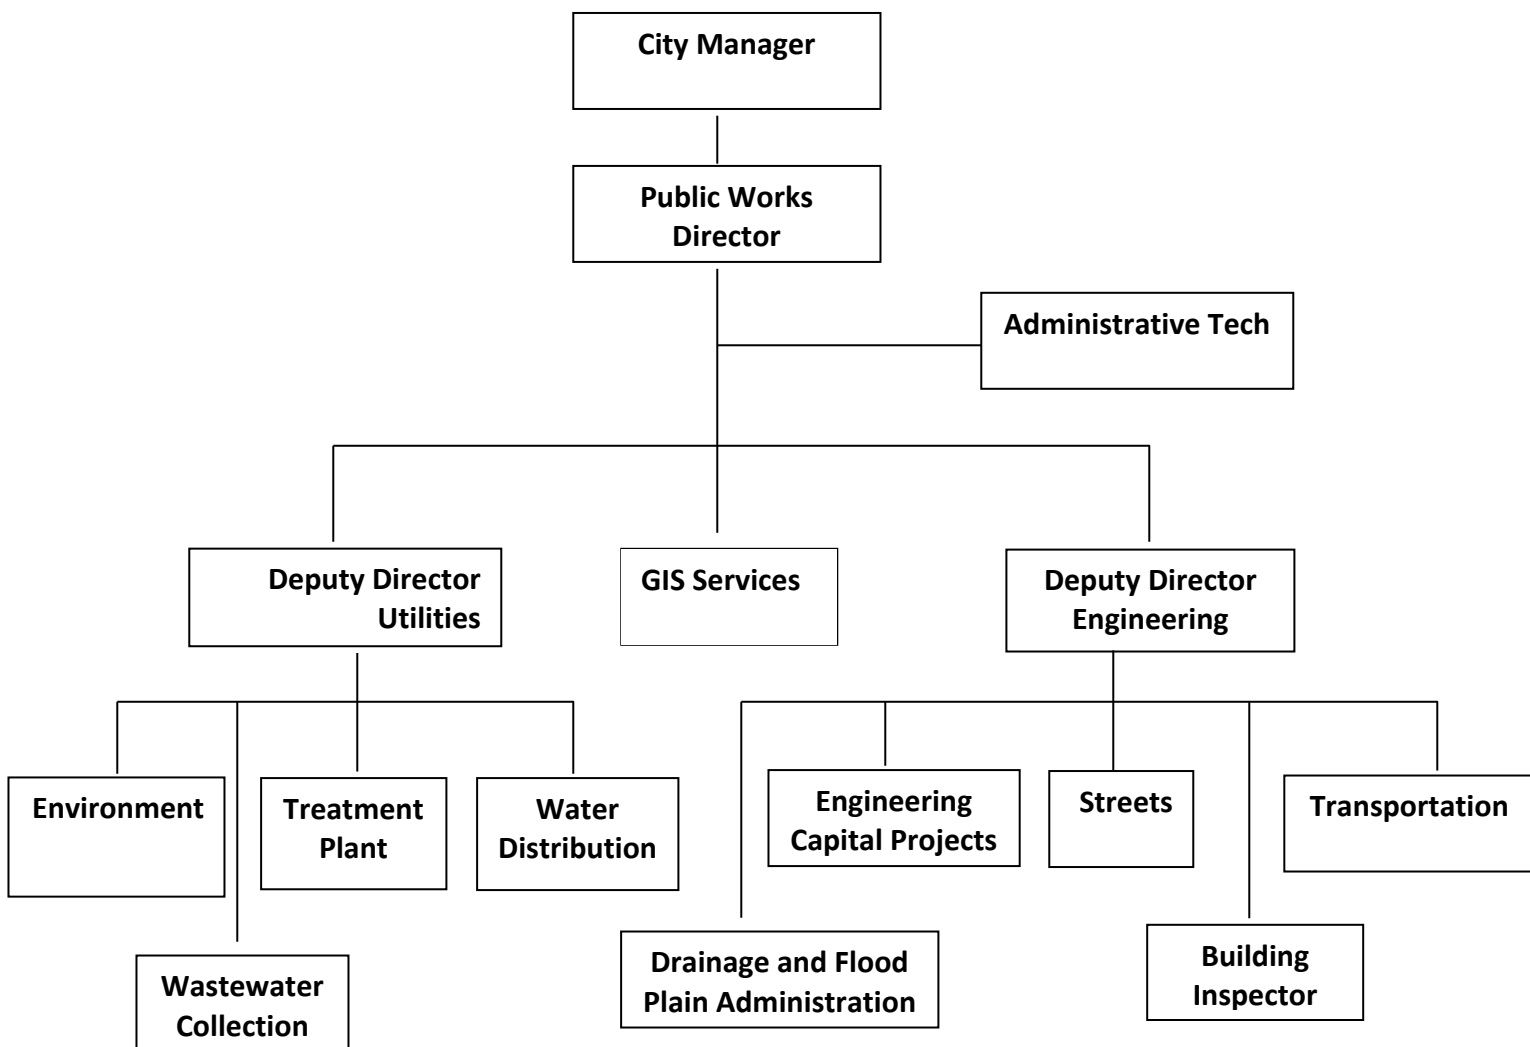 City Manager
Public Works
Director
Administrative Tech
Deputy Director
Utilities
GIS Services
Deputy Director
Engineering
Environment
Treatment
Plant
Water
Distribution
Engineering
Capital Projects
Streets
Transportation
Wastewater
Collection
Drainage and Flood
Plain Administration
Building
Inspector